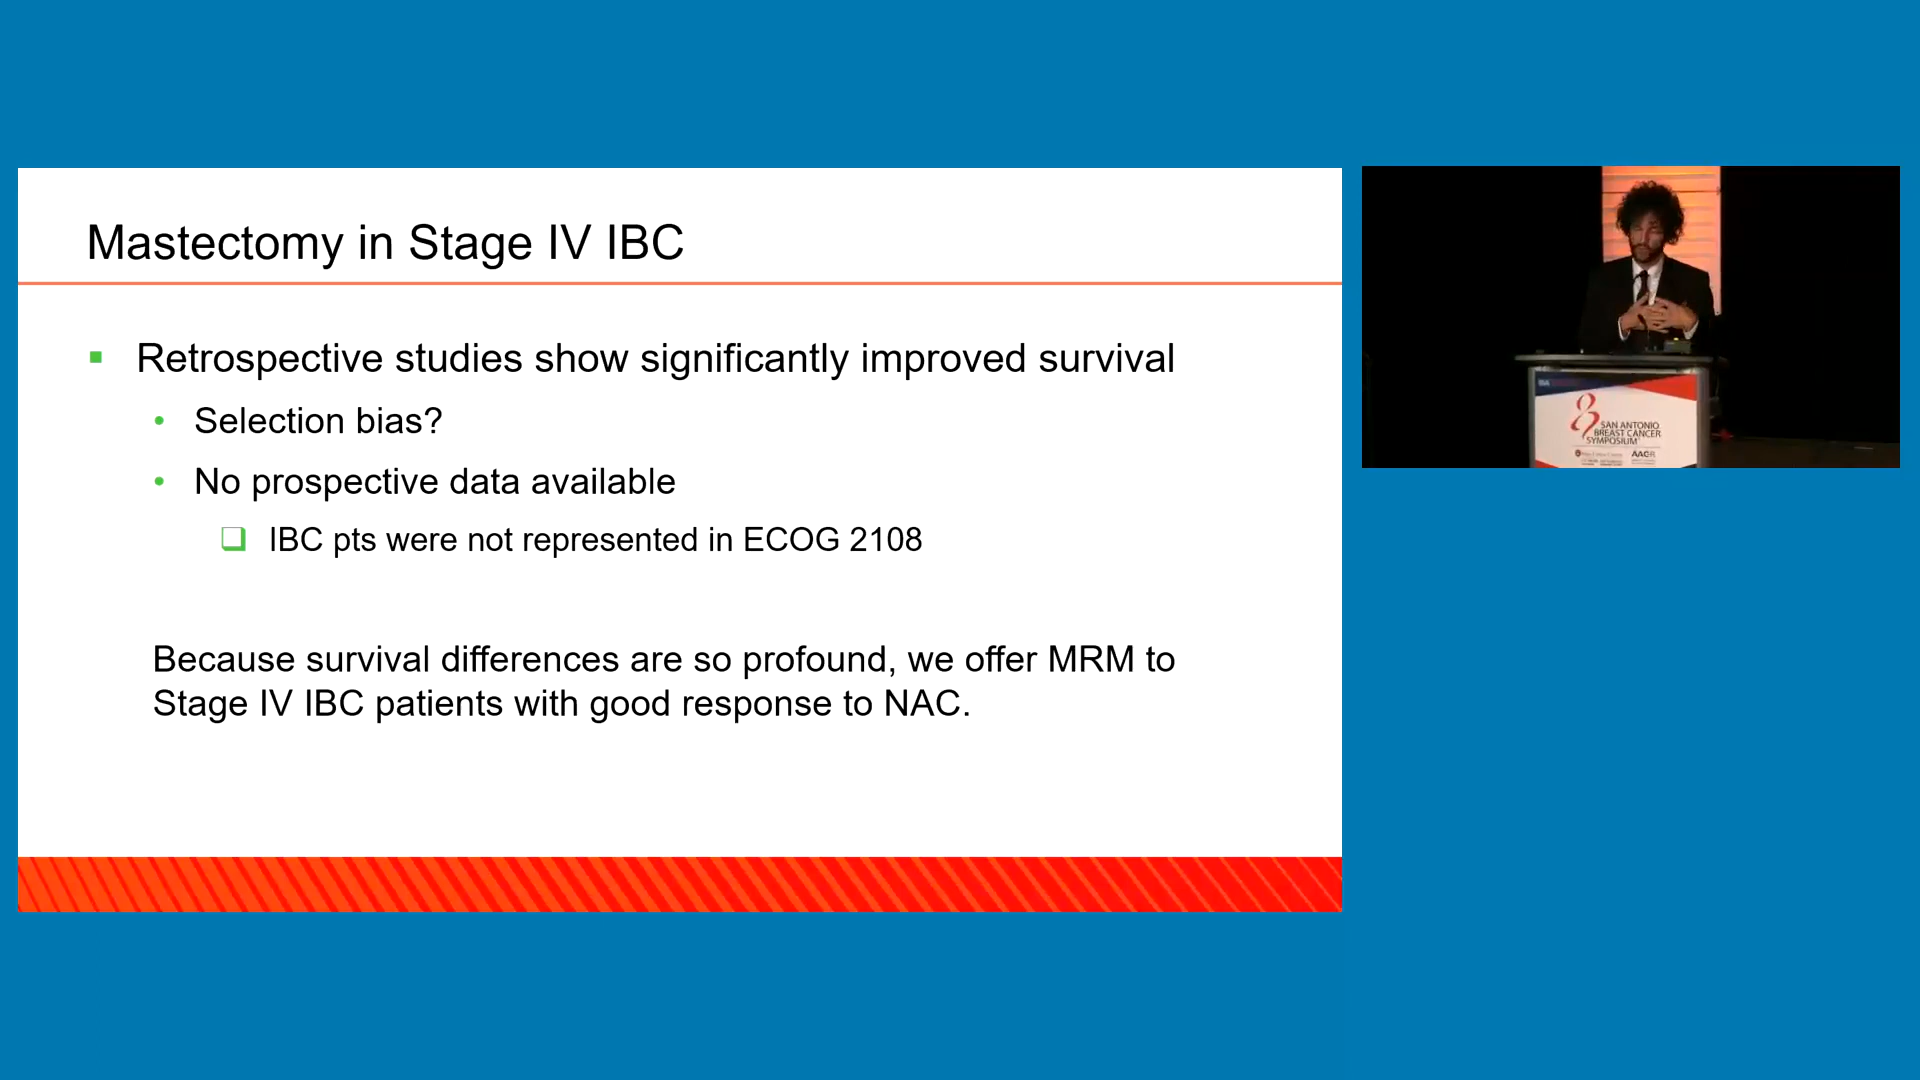 Mastectomy in Stage IV IBC
Retrospective studies show significantly improved survival
Selection bias?
No prospective data available
IBC pts were not represented in ECOG 2108
Because survival differences are so profound, we offer MRM to
Stage IV IBC patients with good response to NAC.
SAN ANTONIO
BREAST CANCER
SYMPOSIUM
AACR